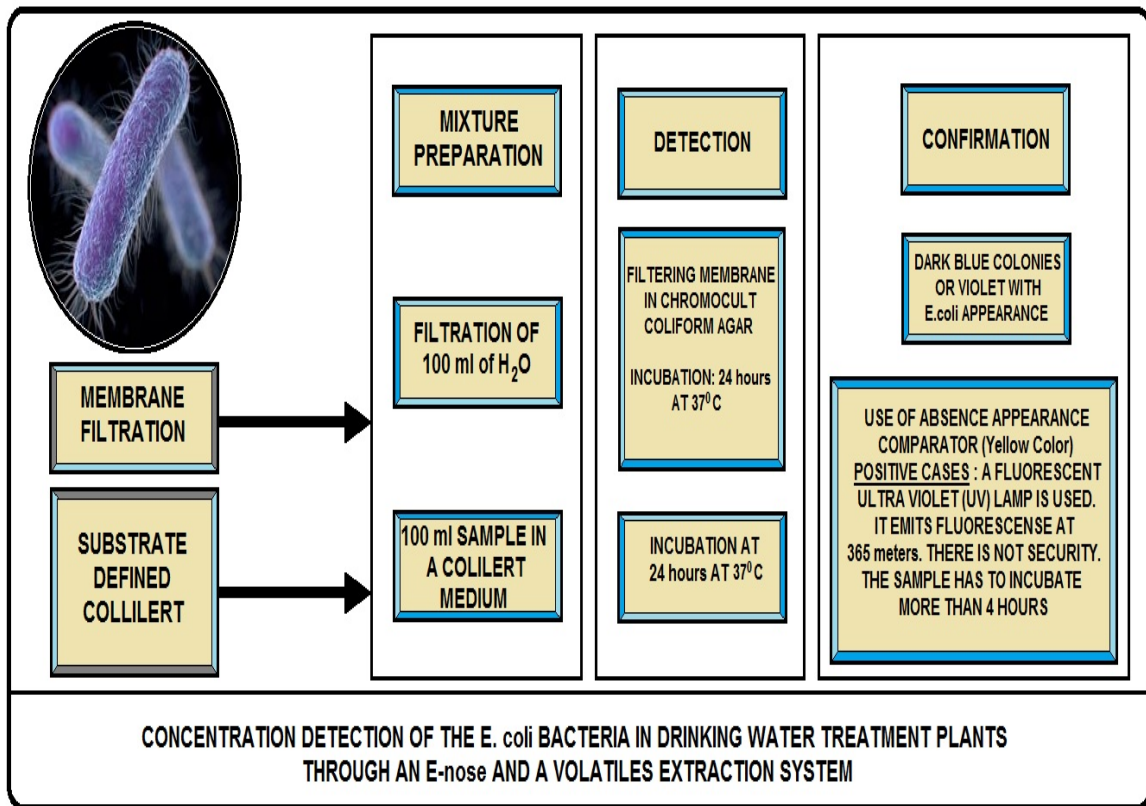 MIXTURE
PREPARATION
DETECTION
CONFIRMATION
MEMBRANE
FILTRATION
FILTRATION OF
100 ml of H₂O
FILTERING MEMBRANE
IN CHROMOCULT
COLIFORM AGAR
INCUBATION: 24 hours
AT 37⁰ C
DARK BLUE COLONIES
OR VIOLET WITH
E.coli APPEARANCE
SUBSTRATE
DEFINED
COLLILERT
100 ml SAMPLE IN
A COLILERT
MEDIUM
INCUBATION AT
24 hours AT 37⁰ C
USE OF ABSENCE APPEARANCE
COMPARATOR (Yellow Color)
POSITIVE CASES : A FLUORESCENT
ULTRA VIOLET (UV) LAMP IS USED.
IT EMITS FLUORESCENSE AT
365 meters. THERE IS NOT SECURITY.
THE SAMPLE HAS TO INCUBATE
MORE THAN 4 HOURS
CONCENTRATION DETECTION OF THE E. coli BACTERIA IN DRINKING WATER TREATMENT PLANTS
THROUGH AN E-nose AND A VOLATILES EXTRACTION SYSTEM